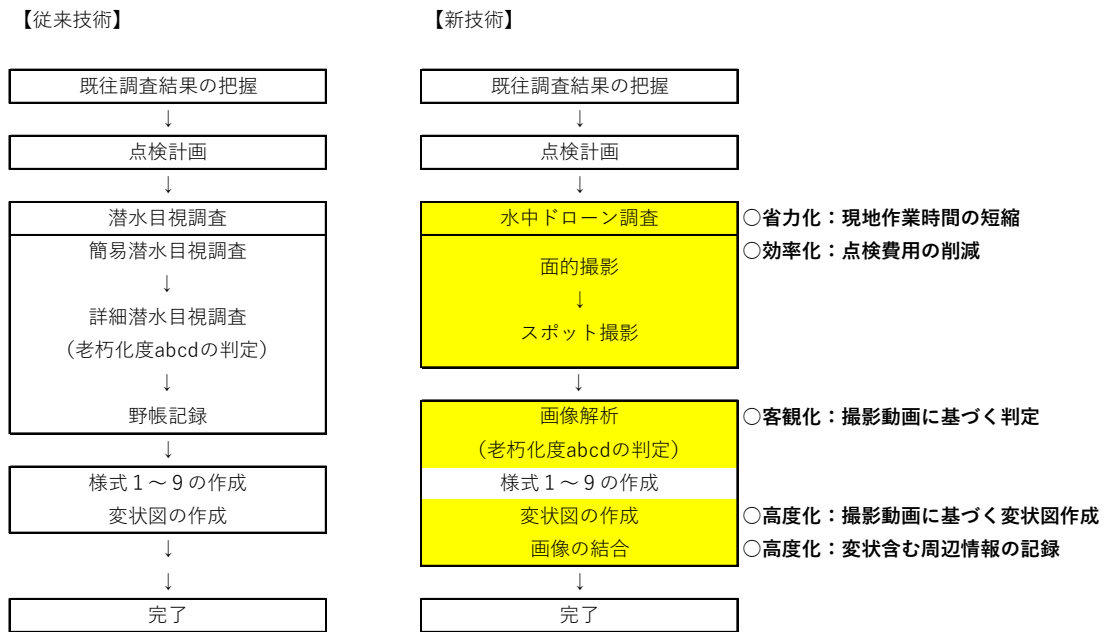 【従来技術】
既往調査結果の把握
↓
点検計画
↓
潜水目視調査
簡易潜水目視調査
↓
詳細潜水目視調査
（老朽化度abcdの判定）
↓
野帳記録
↓
様式１～９の作成
変状図の作成
↓
↓
完了
【新技術】
既往調査結果の把握
↓
点検計画
↓
水中ドローン調査
○省力化：現地作業時間の短縮
○効率化：点検費用の削減
面的撮影
↓
スポット撮影
↓
画像解析
○客観化：撮影動画に基づく判定
（老朽化度abcdの判定）
様式１～９の作成
変状図の作成
○高度化：撮影動画に基づく変状図作成
画像の結合
○高度化：変状含む周辺情報の記録
↓
完了